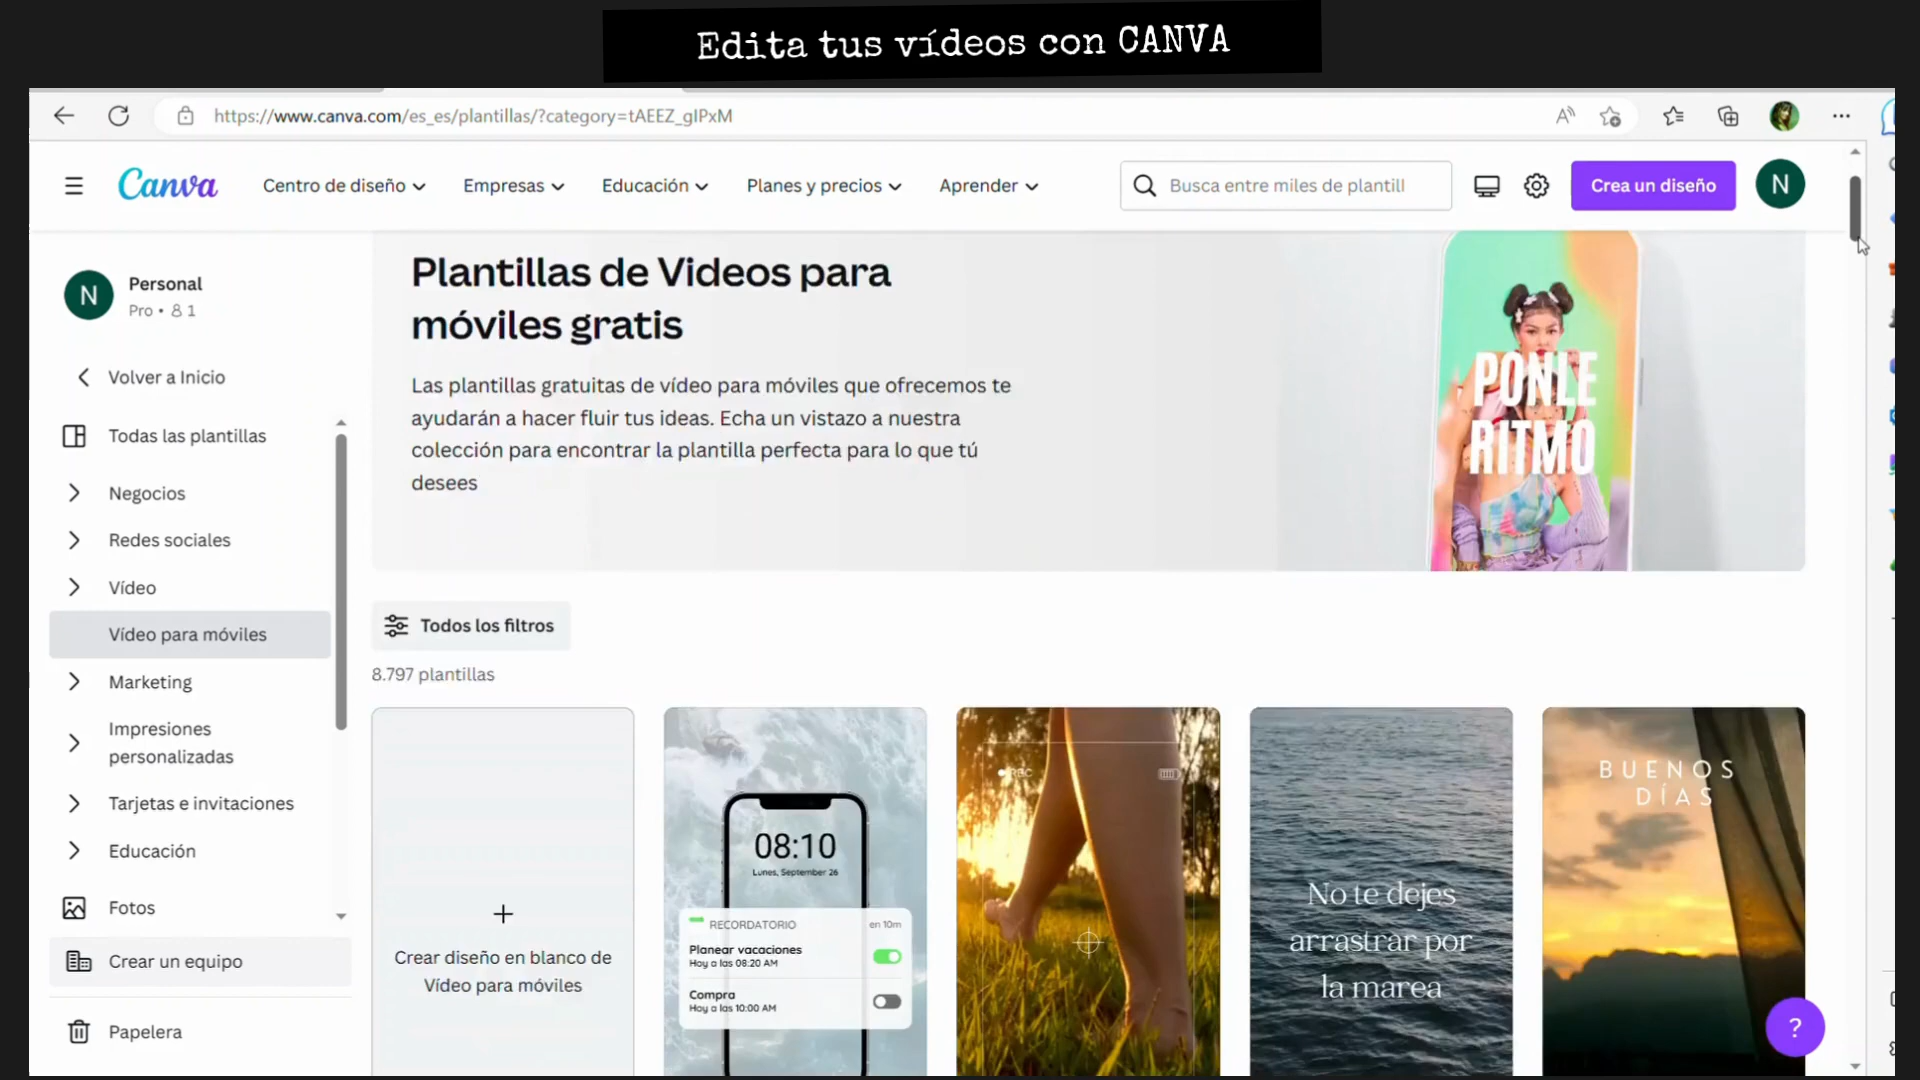 Edita tus vídeos con CANVA
https://www.canva.com/es_es/plantillas/?category=tAEEZ_gIPxM
Canva
Centro de diseño
Empresas
Educación
Planes y precios
Aprender
Busca entre miles de plantill
Crea un diseño
N
N
Personal
Pro • 1
Volver a Inicio
Todas las plantillas
Negocios
Redes sociales
Vídeo
Vídeo para móviles
Marketing
Impresiones
personalizadas
Tarjetas e invitaciones
Educación
Fotos
Crear un equipo
Papelera
Plantillas de Videos para
móviles gratis
Las plantillas gratuitas de vídeo para móviles que ofrecemos te
ayudarán a hacer fluir tus ideas. Echa un vistazo a nuestra
colección para encontrar la plantilla perfecta para lo que tú
desees
PONLE
RITMO
Todos los filtros
8.797 plantillas
Crear diseño en blanco de
Vídeo para móviles
08:10
Lunes, September 26
RECORDATORIO
en 10m
Planear vacaciones
Hoy a las 08:20 AM
Compra
Hoy a las 10:00 AM
REC
No te dejes
arrastrar por
la marea
BUENOS
DÍAS
?